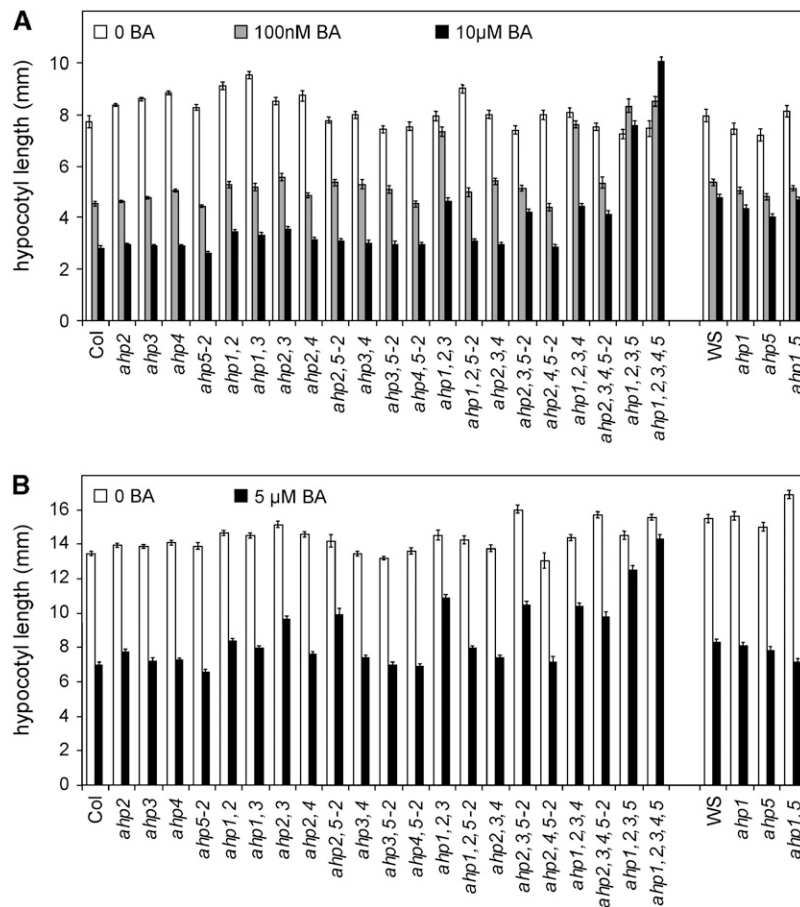 A
0 BA 100nM BA 10µM BA
hypocotyl length (mm)
10
8
6
4
2
0
Col ahp2 ahp3 ahp4 ahp5-2 ahp1,2 ahp1,3 ahp2,3 ahp2,4 ahp2,5-2 ahp3,4 ahp3,5-2 ahp4,5-2 ahp1,2,3 ahp1,2,5-2 ahp2,3,4 ahp2,3,5-2 ahp2,4,5-2 ahp1,2,3,4 ahp2,3,4,5-2 ahp1,2,3,5 ahp1,2,3,4,5 WS ahp1 ahp5 ahp1,5
B
0 BA 5 µM BA
hypocotyl length (mm)
16
14
12
10
8
6
4
2
0
Col ahp2 ahp3 ahp4 ahp5-2 ahp1,2 ahp1,3 ahp2,3 ahp2,4 ahp2,5-2 ahp3,4 ahp3,5-2 ahp4,5-2 ahp1,2,3 ahp1,2,5-2 ahp2,3,4 ahp2,3,5-2 ahp2,4,5-2 ahp1,2,3,4 ahp2,3,4,5-2 ahp1,2,3,5 ahp1,2,3,4,5 WS ahp1 ahp5 ahp1,5